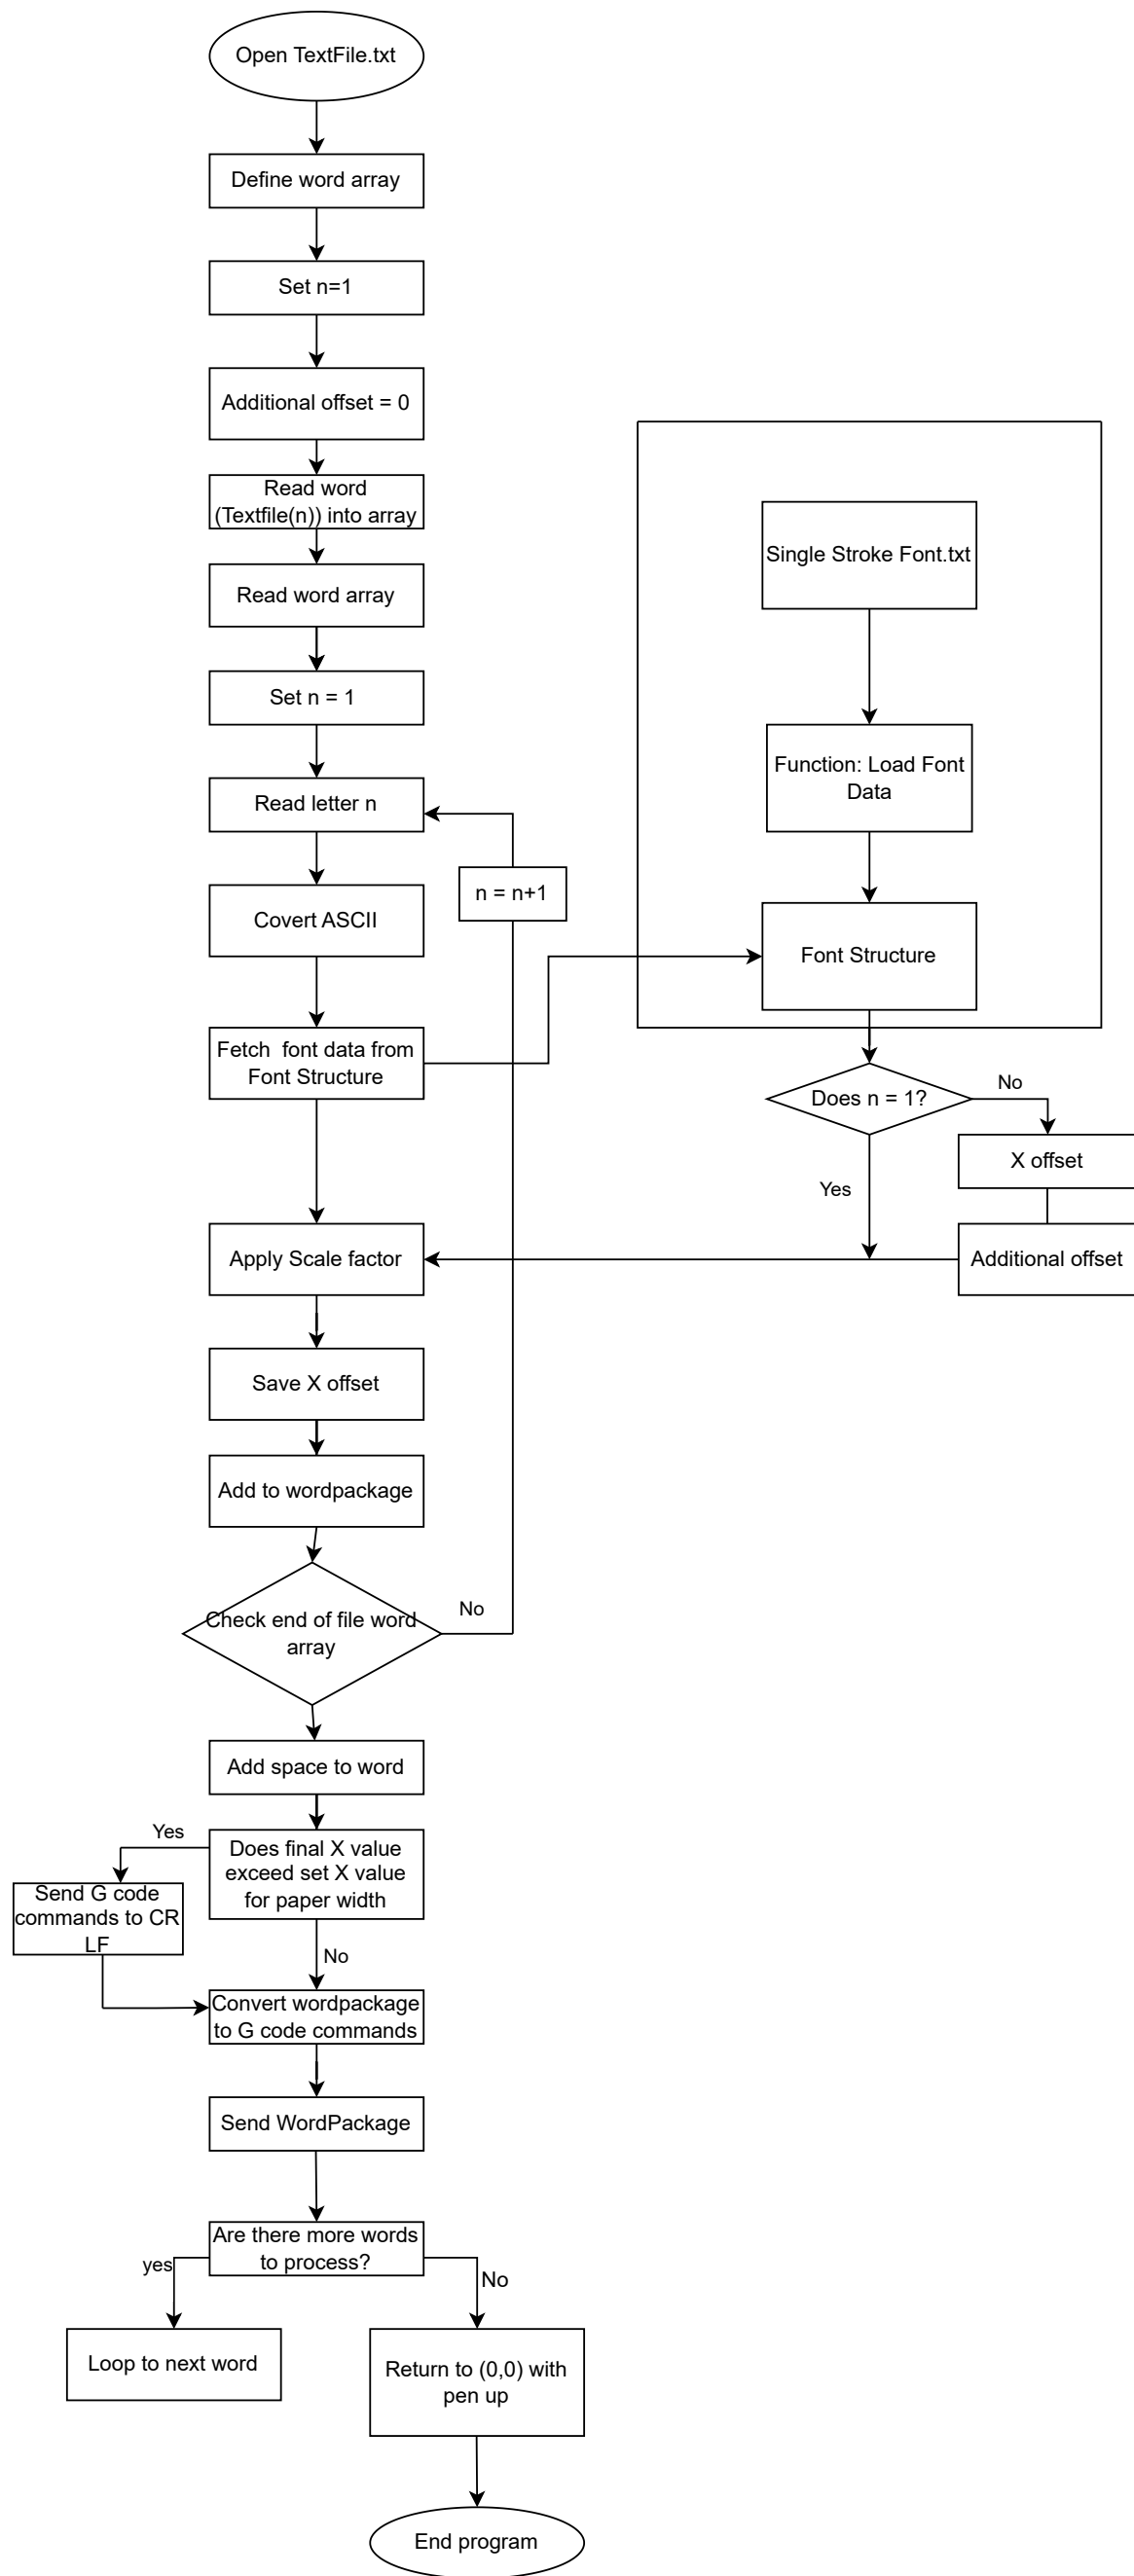 Open TextFile.txt
Define word array
Set n=1
Additional offset = 0
Read word
(Textfile(n)) into array
Read word array
Set n = 1
Read letter n
n = n+1
Covert ASCII
Fetch  font data from
Font Structure
Single Stroke Font.txt
Function: Load Font
Data
Font Structure
Does n = 1?
No
Yes
X offset
Additional offset
Apply Scale factor
Save X offset
Add to wordpackage
Check end of file word
array
No
Add space to word
Does final X value
exceed set X value
for paper width
Yes
Send G code
commands to CR
LF
No
Convert wordpackage
to G code commands
Send WordPackage
Are there more words
to process?
yes
No
Loop to next word
Return to (0,0) with
pen up
End program